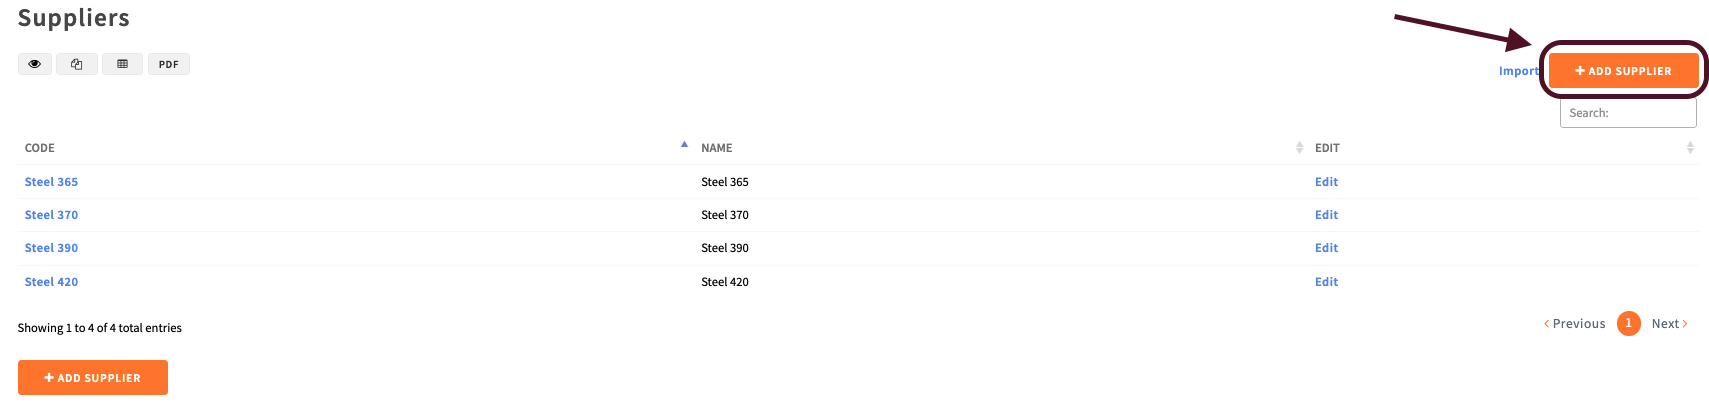 Suppliers
PDF
Import + ADD SUPPLIER
Search:
CODE NAME EDIT
Steel 365 Steel 365 Edit
Steel 370 Steel 370 Edit
Steel 390 Steel 390 Edit
Steel 420 Steel 420 Edit
Showing 1 to 4 of 4 total entries
‹ Previous 1 Next ›
+ ADD SUPPLIER